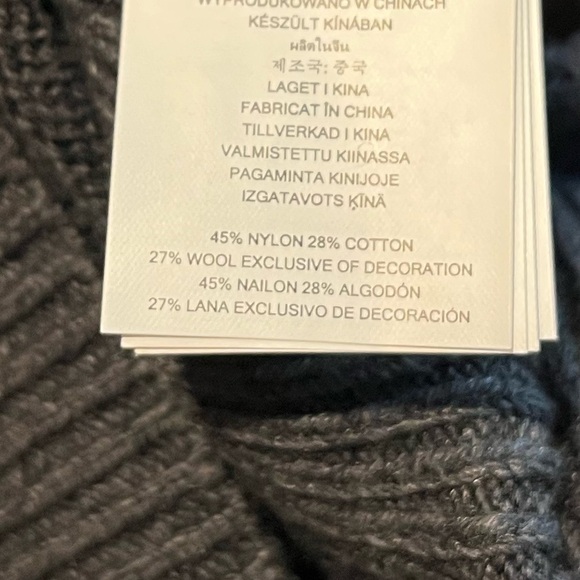 WYPRODUKOWANO W CHINACH
KÉSZÜLT KÍNÁBAN
ผลิตในจีน
제조국: 중국
LAGET I KINA
FABRICAT ÎN CHINA
TILLVERKAD I KINA
VALMISTETTU KIINASSA
PAGAMINTA KINIJOJE
IZGATAVOTS ĶĪNĀ
45% NYLON 28% COTTON
27% WOOL EXCLUSIVE OF DECORATION
45% NAILON 28% ALGODÓN
27% LANA EXCLUSIVO DE DECORACIÓN